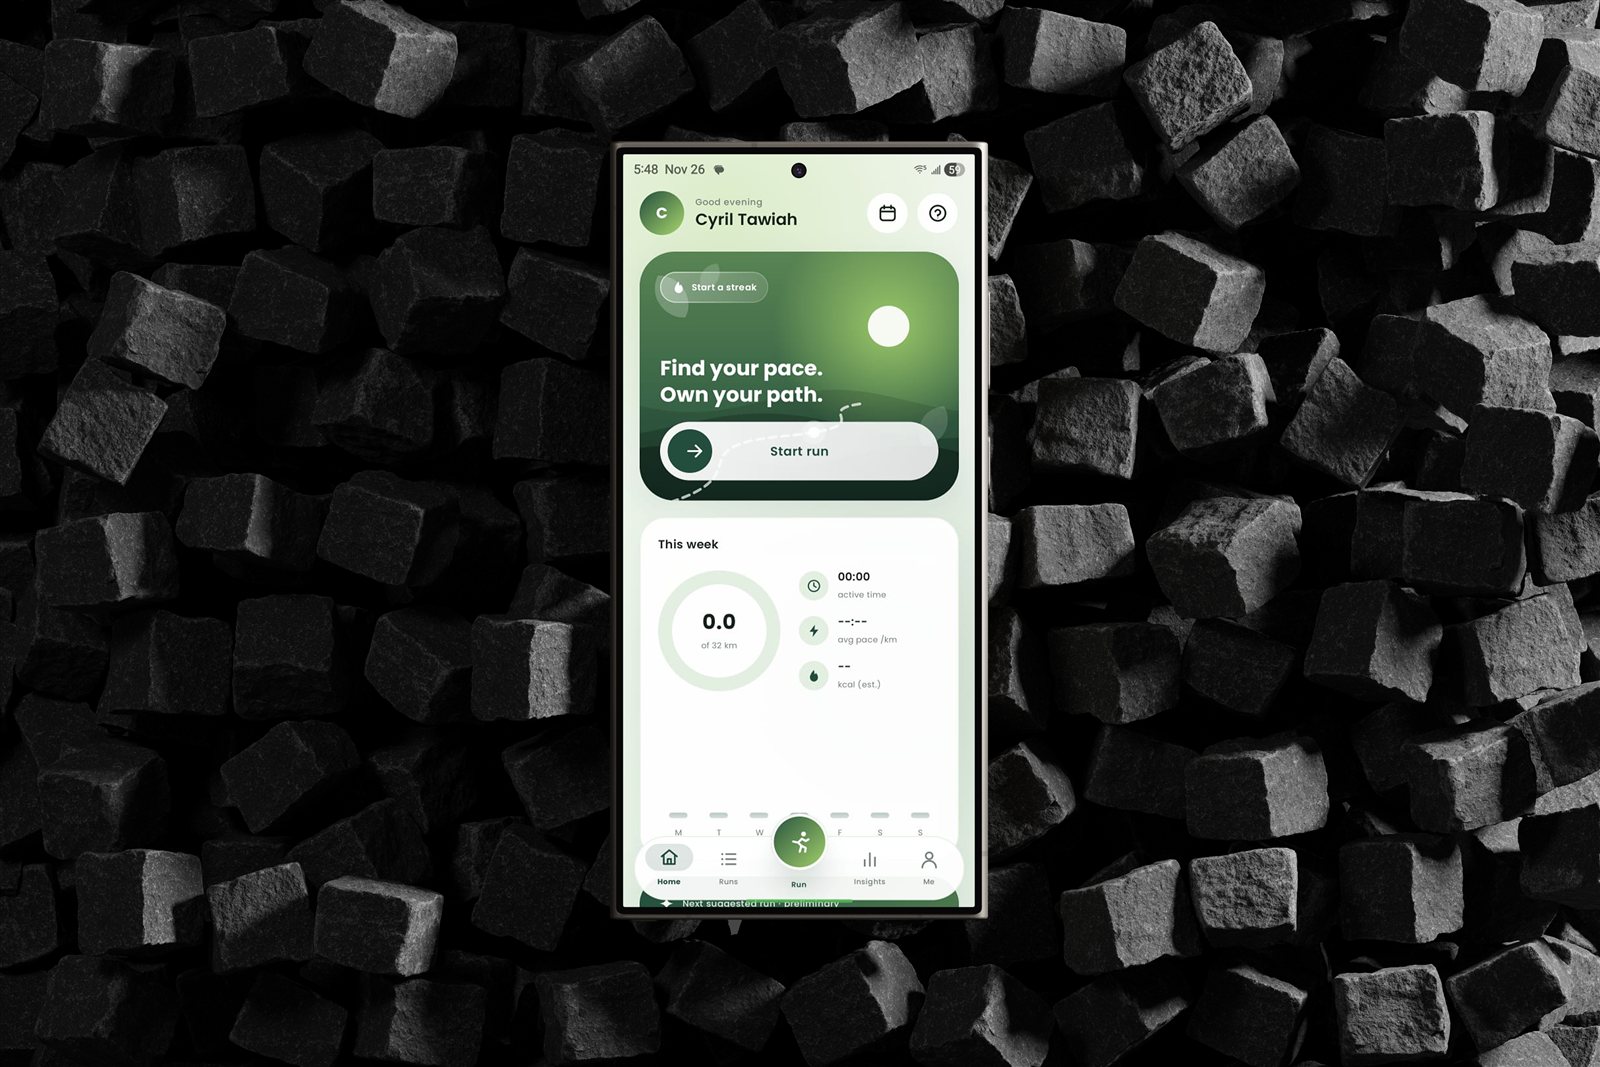 5:48 Nov 26
59
C
Good evening
Cyril Tawiah
Start a streak
Find your pace.
Own your path.
Start run
This week
0.0
of 32 km
00:00
active time
--:--
avg pace /km
--
kcal (est.)
M T W F S S
Home Runs Run Insights Me
Next suggested run · preliminary